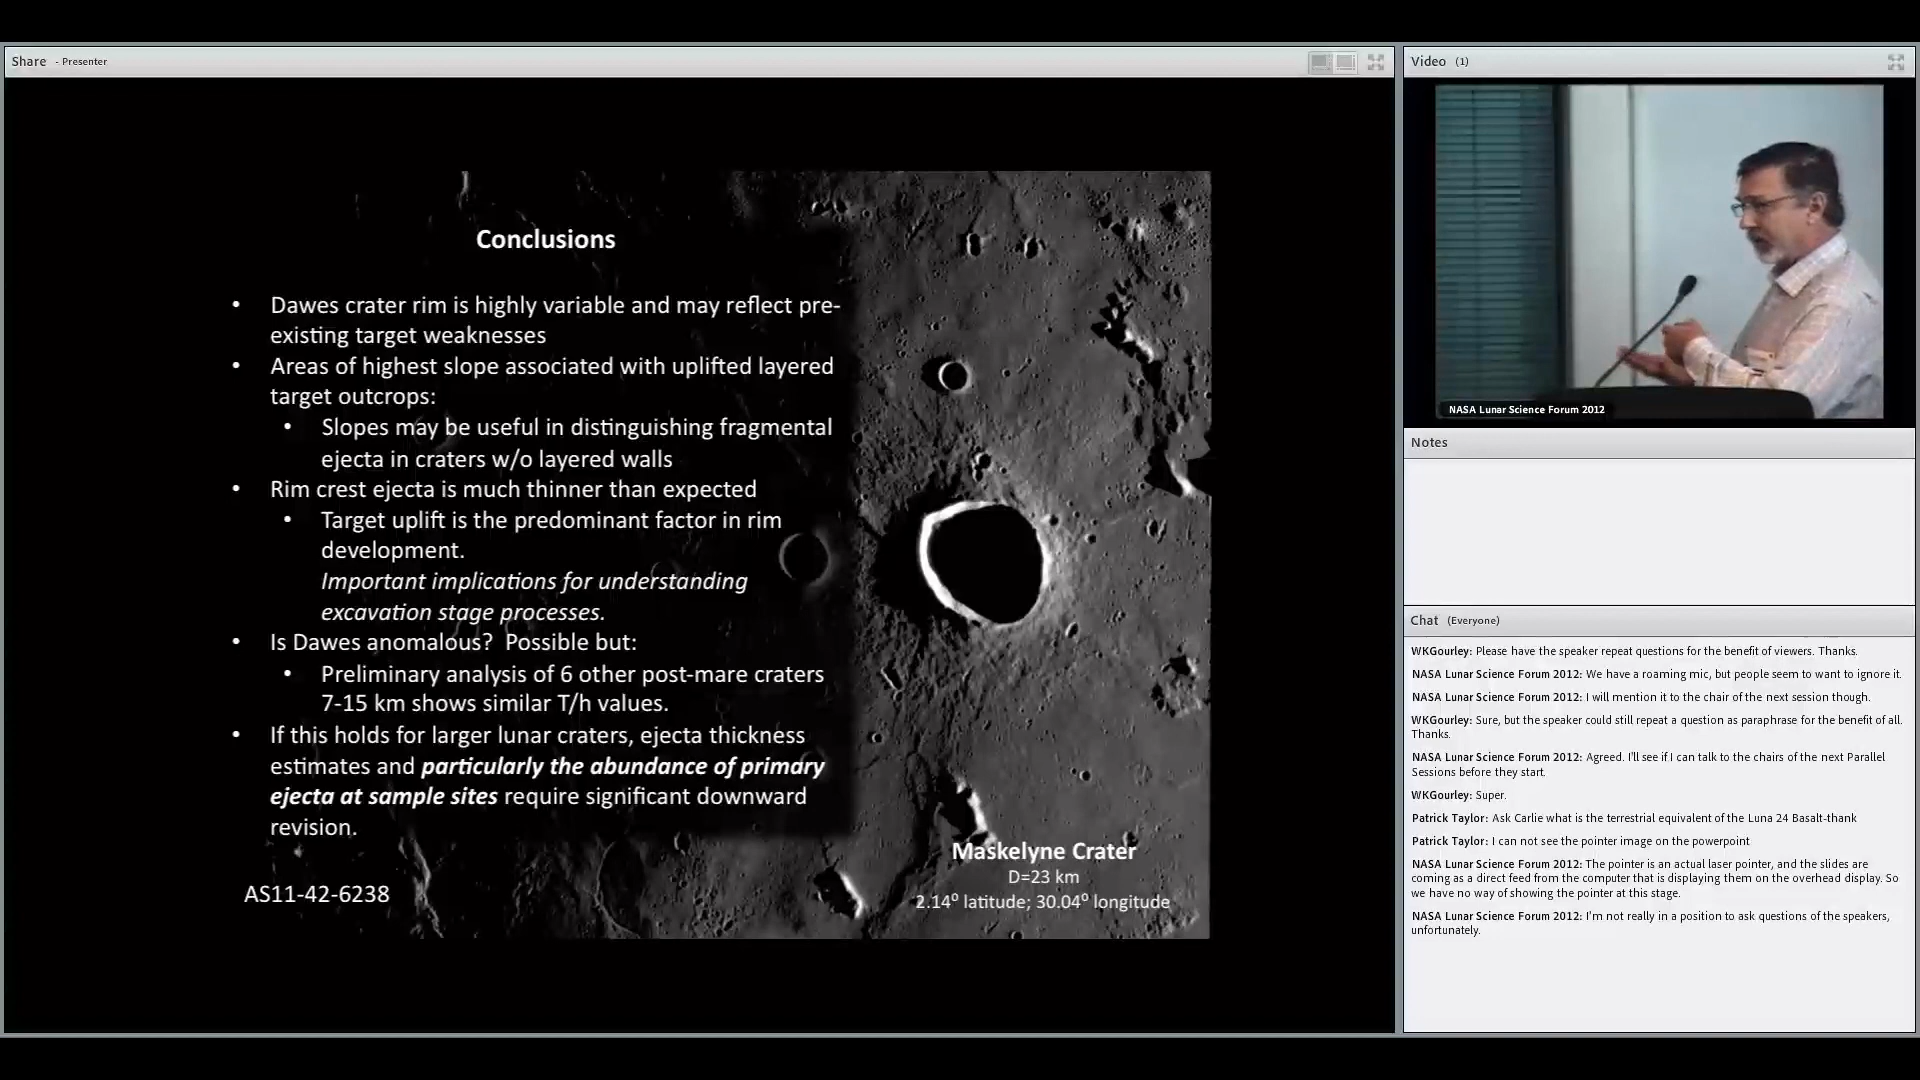 Share - Presenter
Conclusions
• Dawes crater rim is highly variable and may reflect pre-
existing target weaknesses
• Areas of highest slope associated with uplifted layered
target outcrops:
• Slopes may be useful in distinguishing fragmental
ejecta in craters w/o layered walls
• Rim crest ejecta is much thinner than expected
• Target uplift is the predominant factor in rim
development.
Important implications for understanding
excavation stage processes.
• Is Dawes anomalous? Possible but:
• Preliminary analysis of 6 other post-mare craters
7-15 km shows similar T/h values.
• If this holds for larger lunar craters, ejecta thickness
estimates and particularly the abundance of primary
ejecta at sample sites require significant downward
revision.
AS11-42-6238
Maskelyne Crater
D=23 km
2.14º latitude; 30.04º longitude
Video (1)
NASA Lunar Science Forum 2012
Notes
Chat (Everyone)
WKGourley: Please have the speaker repeat questions for the benefit of viewers. Thanks.
NASA Lunar Science Forum 2012: We have a roaming mic, but people seem to want to ignore it.
NASA Lunar Science Forum 2012: I will mention it to the chair of the next session though.
WKGourley: Sure, but the speaker could still repeat a question as paraphrase for the benefit of all.
Thanks.
NASA Lunar Science Forum 2012: Agreed. I'll see if I can talk to the chairs of the next Parallel
Sessions before they start.
WKGourley: Super.
Patrick Taylor: Ask Carlie what is the terrestrial equivalent of the Luna 24 Basalt-thank
Patrick Taylor: I can not see the pointer image on the powerpoint
NASA Lunar Science Forum 2012: The pointer is an actual laser pointer, and the slides are
coming as a direct feed from the computer that is displaying them on the overhead display. So
we have no way of showing the pointer at this stage.
NASA Lunar Science Forum 2012: I'm not really in a position to ask questions of the speakers,
unfortunately.